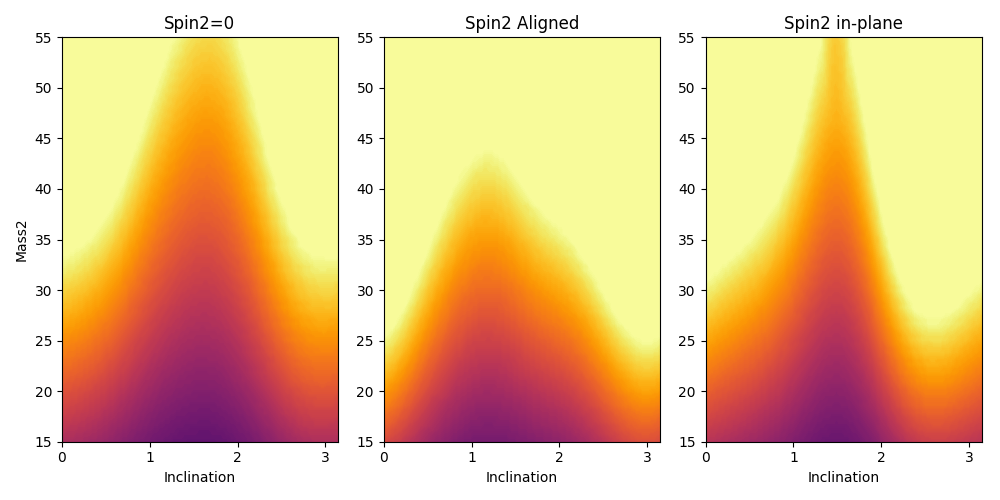 Spin2=0 Spin2 Aligned Spin2 in-plane
55 55 55
50 50 50
45 45 45
40 40 40
Mass2
35 35 35
30 30 30
25 25 25
20 20 20
15 15 15
0 1 2 3 0 1 2 3 0 1 2 3
Inclination Inclination Inclination